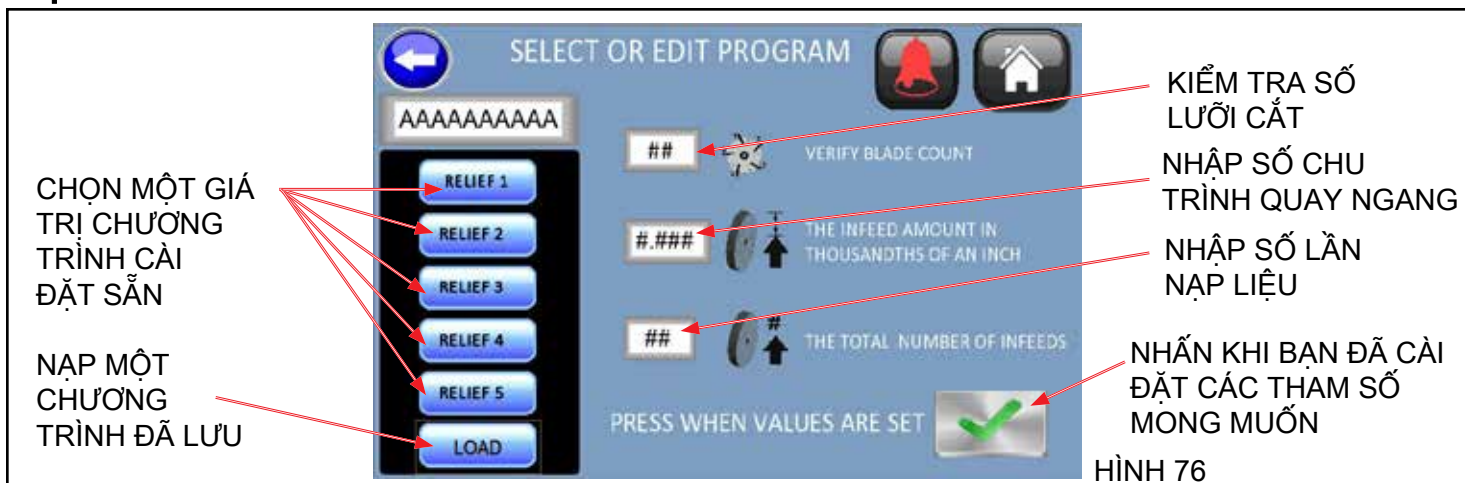 SELECT OR EDIT PROGRAM
AAAAAAAAAA
RELIEF 1
RELIEF 2
RELIEF 3
RELIEF 4
RELIEF 5
LOAD
##
VERIFY BLADE COUNT
#.###
THE INFEED AMOUNT IN
THOUSANDTHS OF AN INCH
##
#
THE TOTAL NUMBER OF INFEEDS
PRESS WHEN VALUES ARE SET
CHỌN MỘT GIÁ
TRỊ CHƯƠNG
TRÌNH CÀI
ĐẶT SẴN
NẠP MỘT
CHƯƠNG
TRÌNH ĐÃ LƯU
KIỂM TRA SỐ
LƯỠI CẮT
NHẬP SỐ CHU
TRÌNH QUAY NGANG
NHẬP SỐ LẦN
NẠP LIỆU
NHẤN KHI BẠN ĐÃ CÀI
ĐẶT CÁC THAM SỐ
MONG MUỐN
HÌNH 76